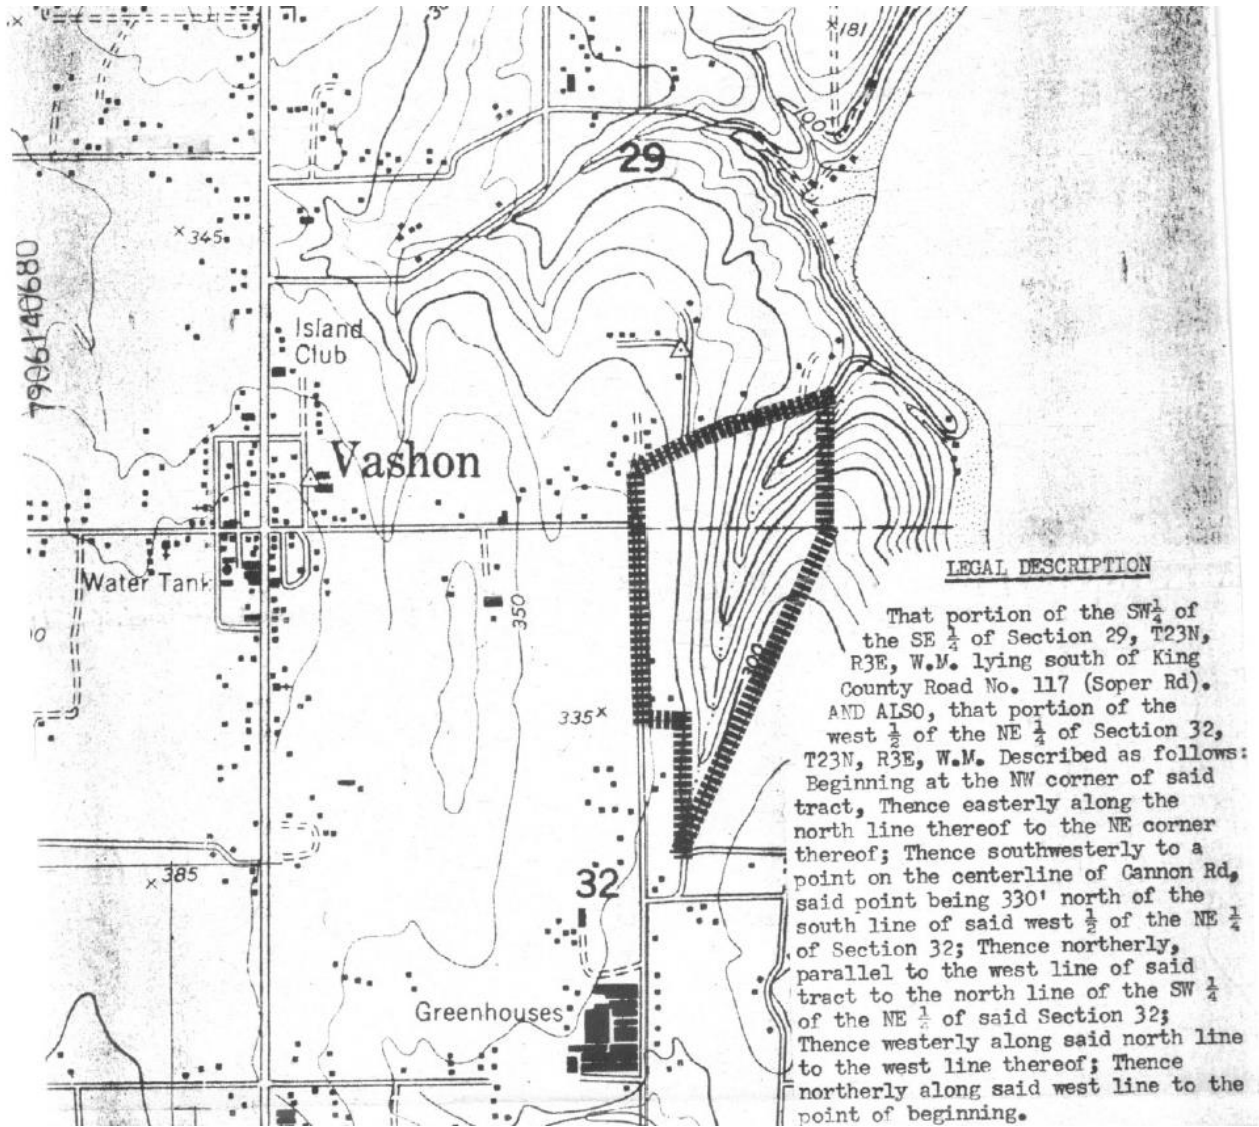 181
100
29
345
7906140680
Island
Club
Vashon
Water Tank
350
300
335
385
32
Greenhouses
LEGAL DESCRIPTION
That portion of the SW¼ of
the SE ¼ of Section 29, T23N,
R3E, W.M. lying south of King
County Road No. 117 (Soper Rd).
AND ALSO, that portion of the
west ½ of the NE ¼ of Section 32,
T23N, R3E, W.M. Described as follows:
Beginning at the NW corner of said
tract, Thence easterly along the
north line thereof to the NE corner
thereof; Thence southwesterly to a
point on the centerline of Cannon Rd,
said point being 330' north of the
south line of said west ½ of the NE ¼
of Section 32; Thence northerly,
parallel to the west line of said
tract to the north line of the SW ¼
of the NE ¼ of said Section 32;
Thence westerly along said north line
to the west line thereof; Thence
northerly along said west line to the
point of beginning.